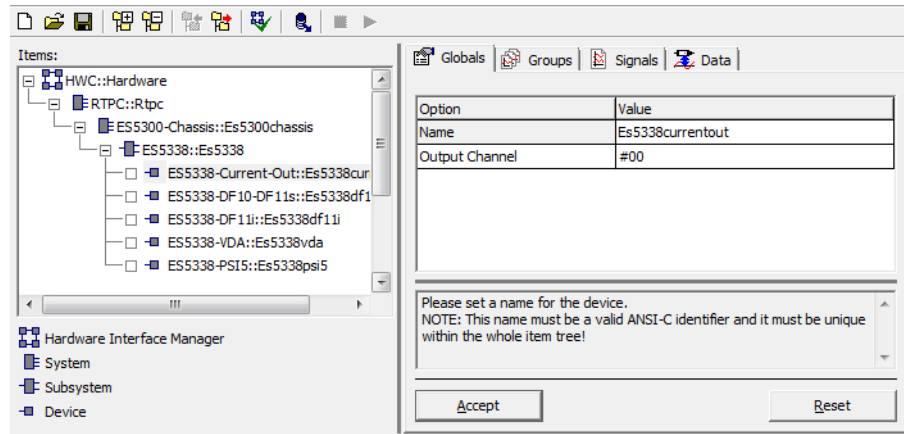 Items:
HWC::Hardware
RTPC::Rtpc
ES5300-Chassis::Es5300chassis
ES5338::Es5338
ES5338-Current-Out::Es5338cur
ES5338-DF10-DF11s::Es5338df1
ES5338-DF11i::Es5338df11i
ES5338-VDA::Es5338vda
ES5338-PSI5::Es5338psi5
Hardware Interface Manager
System
Subsystem
Device
Globals Groups Signals Data
Option Value
Name Es5338currentout
Output Channel #00
Please set a name for the device.
NOTE: This name must be a valid ANSI-C identifier and it must be unique
within the whole item tree!
Accept Reset